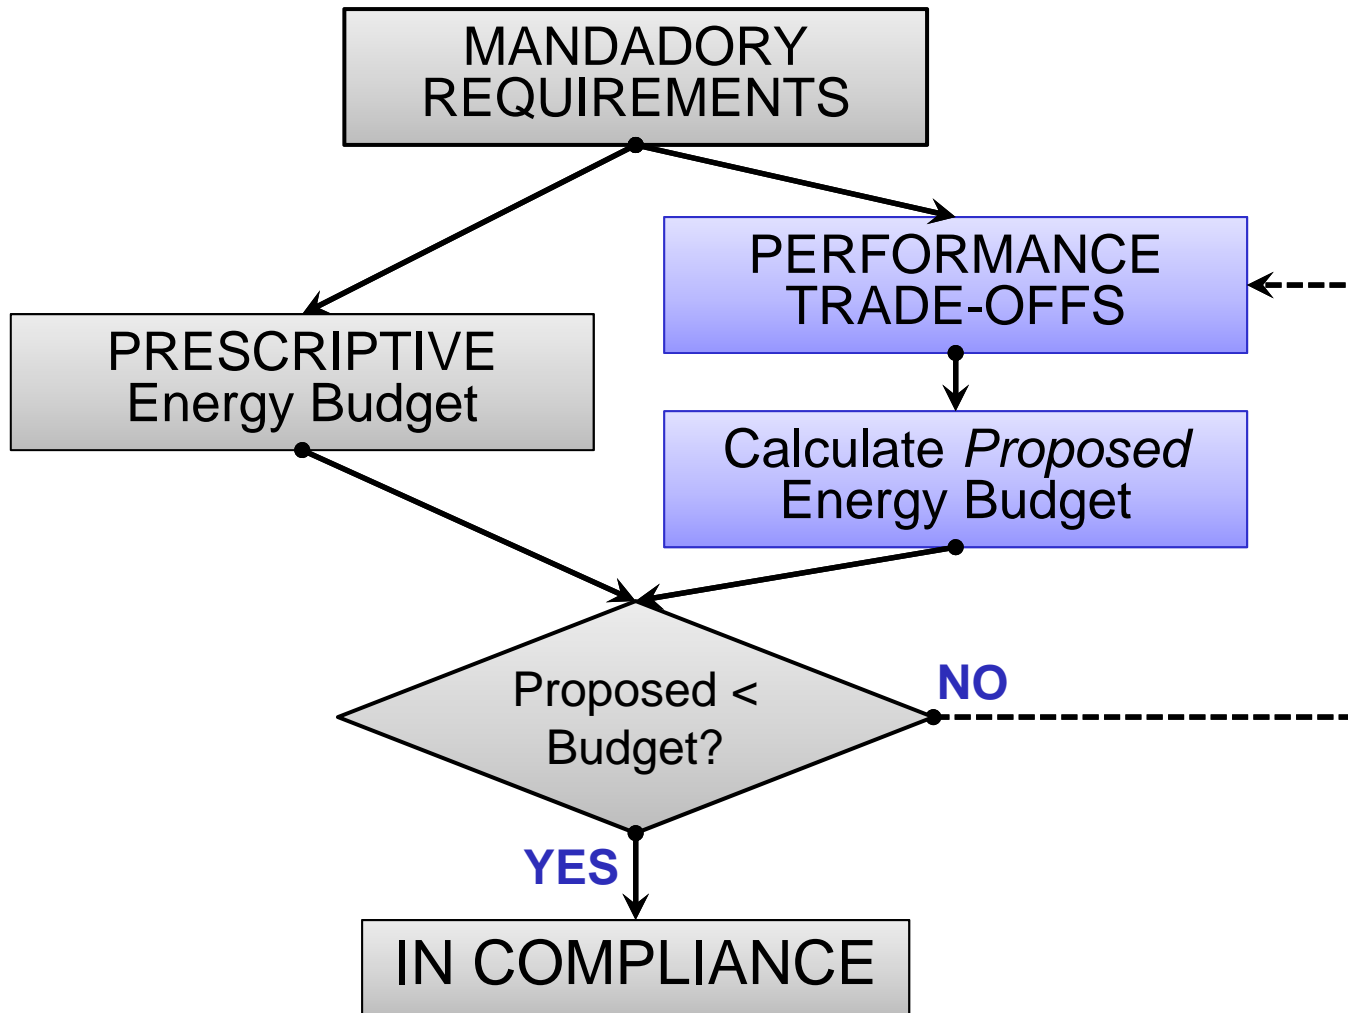 MANDADORY
REQUIREMENTS
PERFORMANCE
TRADE-OFFS
PRESCRIPTIVE
Energy Budget
Calculate Proposed
Energy Budget
Proposed <
Budget?
NO
YES
IN COMPLIANCE